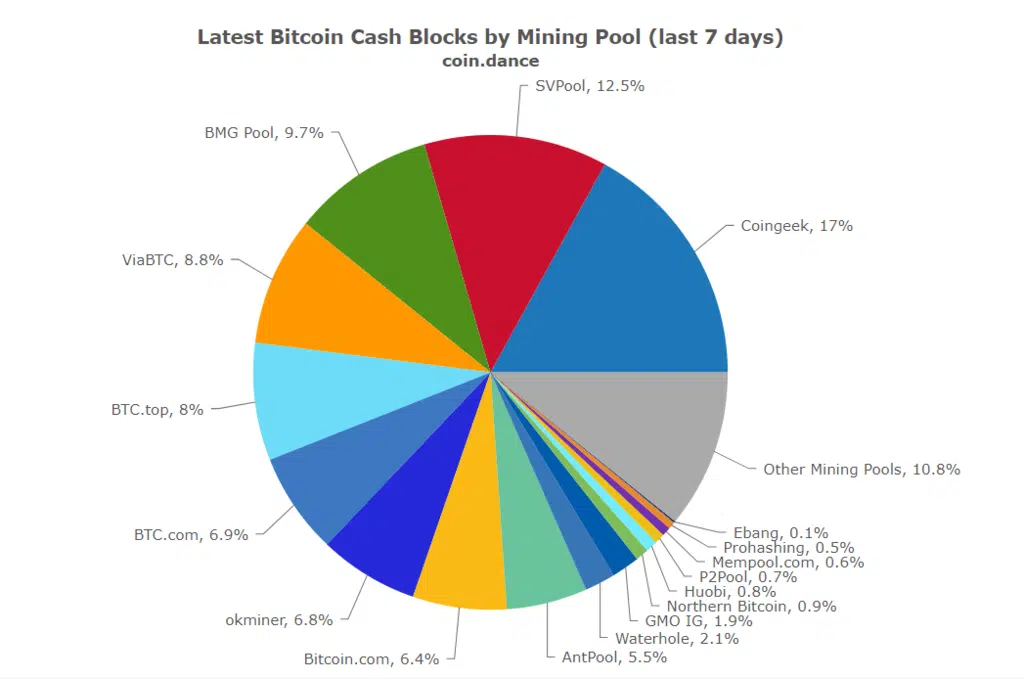 Latest Bitcoin Cash Blocks by Mining Pool (last 7 days)
coin.dance
SVPool, 12.5%
BMG Pool, 9.7%
Coingeek, 17%
ViaBTC, 8.8%
BTC.top, 8%
Other Mining Pools, 10.8%
BTC.com, 6.9%
Ebang, 0.1%
Prohashing, 0.5%
Mempool.com, 0.6%
P2Pool, 0.7%
Huobi, 0.8%
Northern Bitcoin, 0.9%
okminer, 6.8%
GMO IG, 1.9%
Waterhole, 2.1%
Bitcoin.com, 6.4%
AntPool, 5.5%